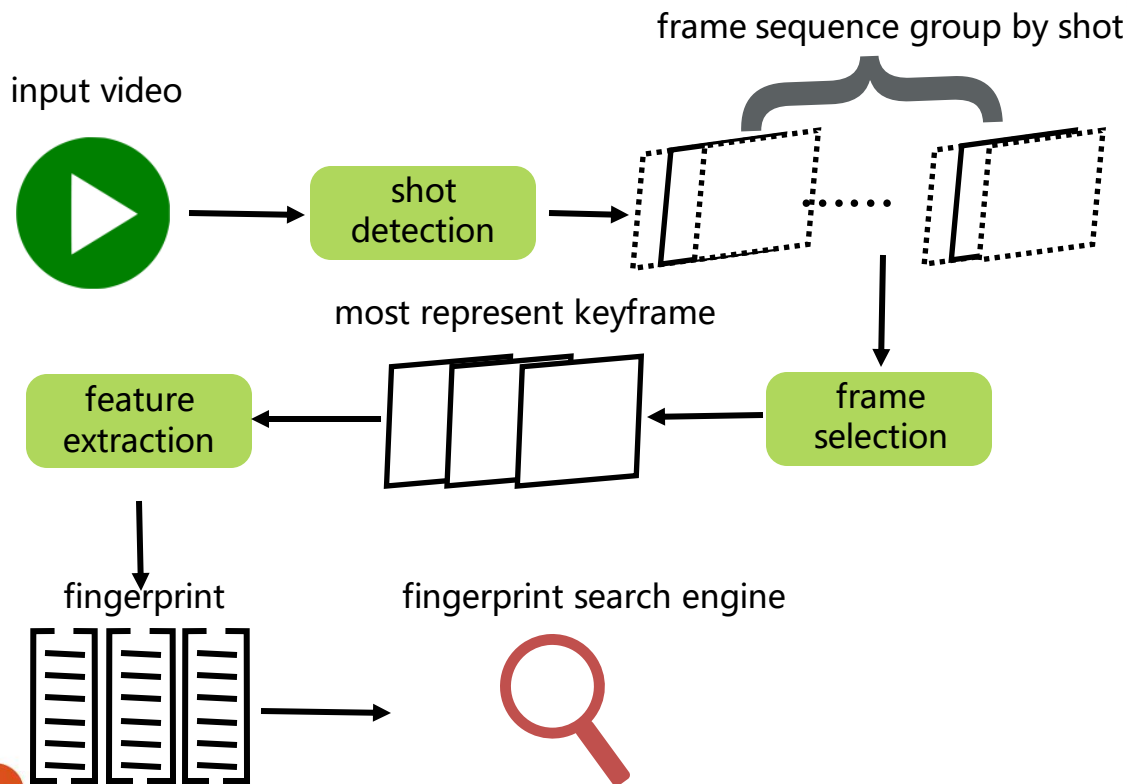 frame sequence group by shot
input video
shot
detection
most represent keyframe
feature
extraction
frame
selection
fingerprint
fingerprint search engine